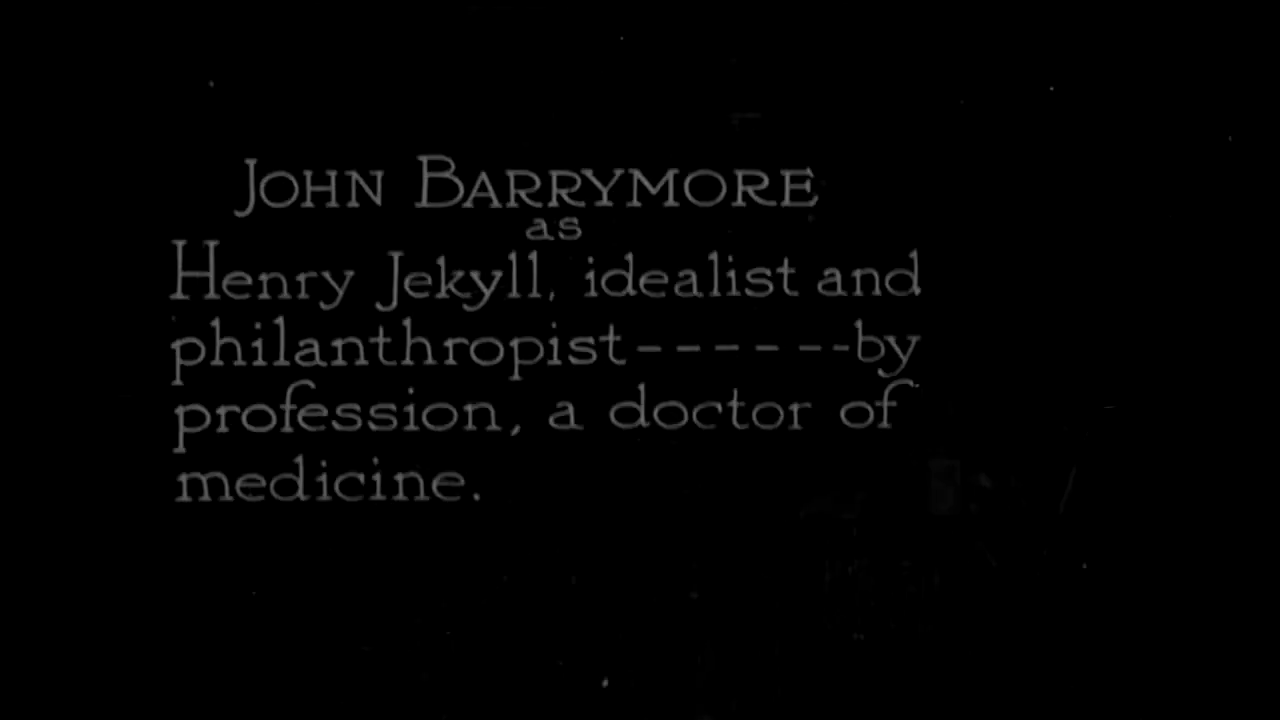 JOHN BARRYMORE
as
Henry Jekyll, idealist and
philanthropist------by
profession, a doctor of
medicine.